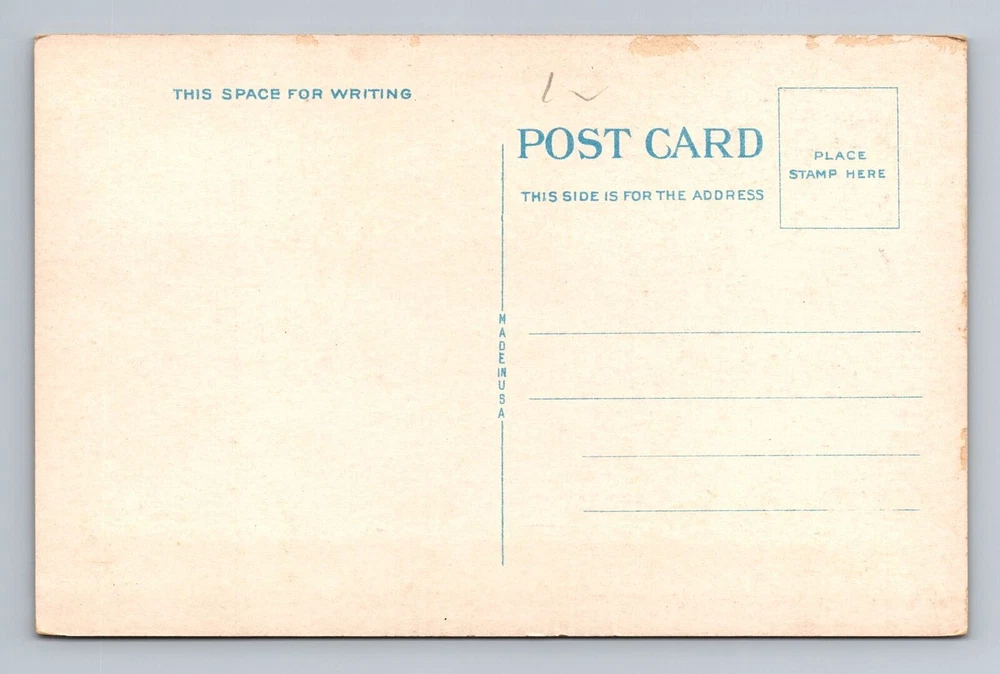 THIS SPACE FOR WRITING
POST CARD
THIS SIDE IS FOR THE ADDRESS
PLACE
STAMP HERE
MADE IN USA